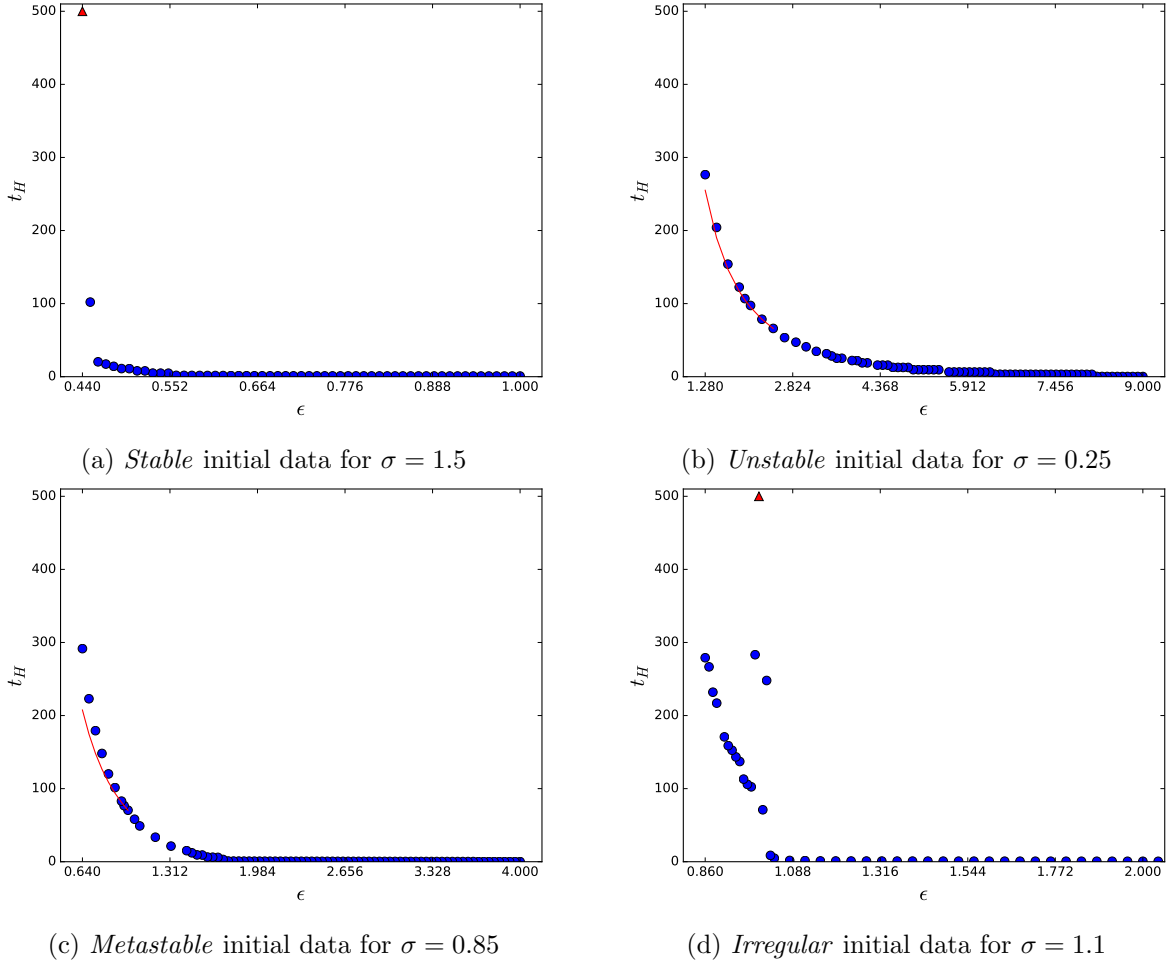 500
400
300
200
100
0
t_H
0.440 0.552 0.664 0.776 0.888 1.000
ϵ
(a) Stable initial data for σ = 1.5
500
400
300
200
100
0
t_H
1.280 2.824 4.368 5.912 7.456 9.000
ϵ
(b) Unstable initial data for σ = 0.25
500
400
300
200
100
0
t_H
0.640 1.312 1.984 2.656 3.328 4.000
ϵ
(c) Metastable initial data for σ = 0.85
500
400
300
200
100
0
t_H
0.860 1.088 1.316 1.544 1.772 2.000
ϵ
(d) Irregular initial data for σ = 1.1